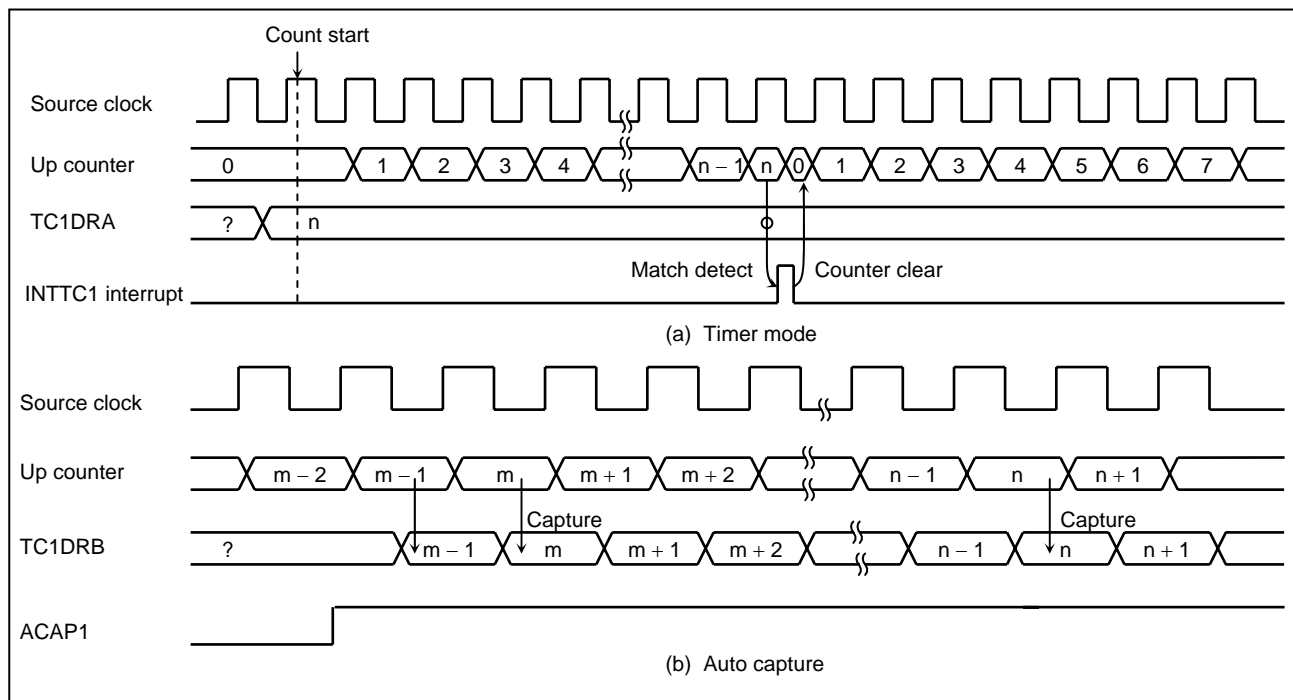 Count start
Source clock
Up counter 0 1 2 3 4 n − 1 n 0 1 2 3 4 5 6 7
TC1DRA ? n
Match detect Counter clear
INTTC1 interrupt
(a) Timer mode
Source clock
Up counter m − 2 m − 1 m m + 1 m + 2 n − 1 n n + 1
Capture Capture
TC1DRB ? m − 1 m m + 1 m + 2 n − 1 n n + 1
ACAP1
(b) Auto capture